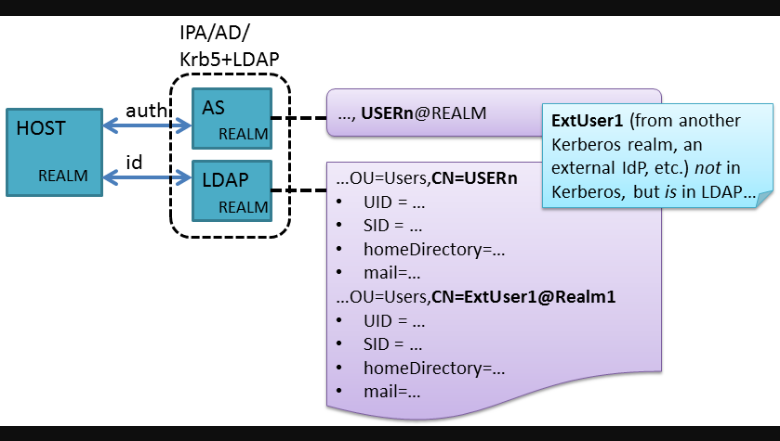 IPA/AD/
Krb5+LDAP
HOST
REALM
auth
id
AS
REALM
LDAP
REALM
..., USERn@REALM
ExtUser1 (from another
Kerberos realm, an
external IdP, etc.) not in
Kerberos, but is in LDAP...
...OU=Users,CN=USERn
• UID = ...
• SID = ...
• homeDirectory=...
• mail=...
...OU=Users,CN=ExtUser1@Realm1
• UID = ...
• SID = ...
• homeDirectory=...
• mail=...